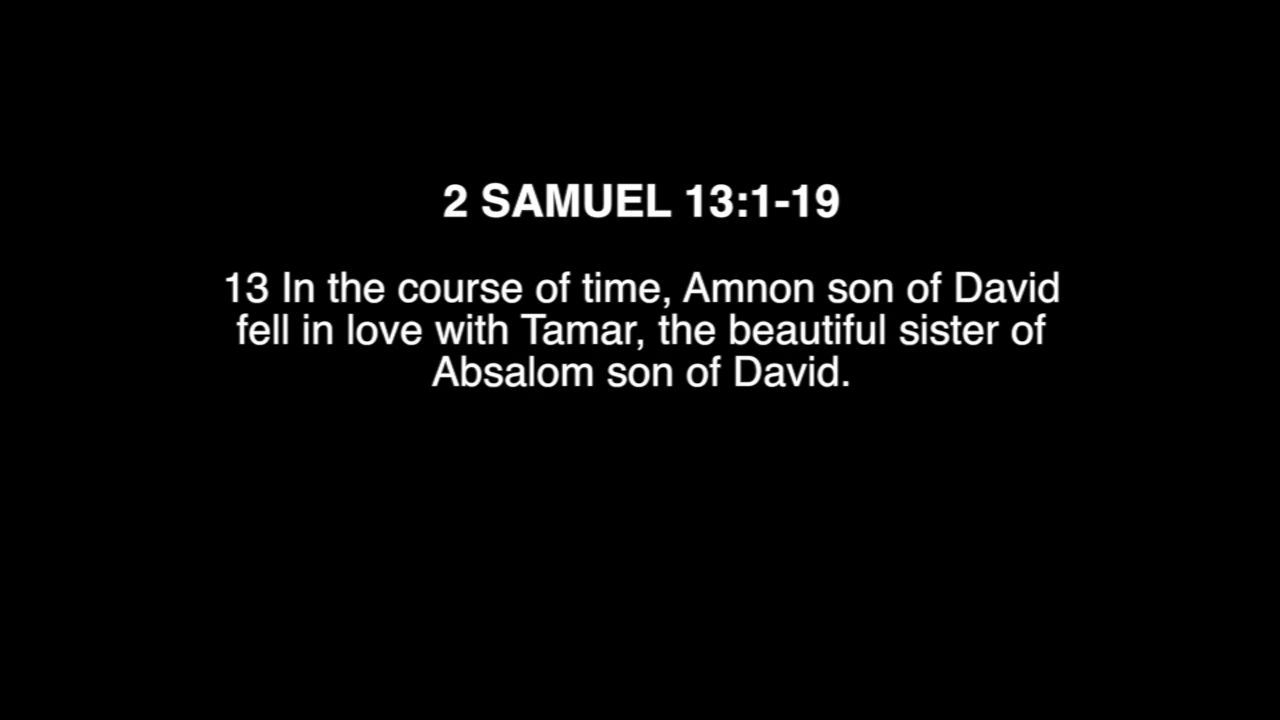 2 SAMUEL 13:1-19
13 In the course of time, Amnon son of David
fell in love with Tamar, the beautiful sister of
Absalom son of David.